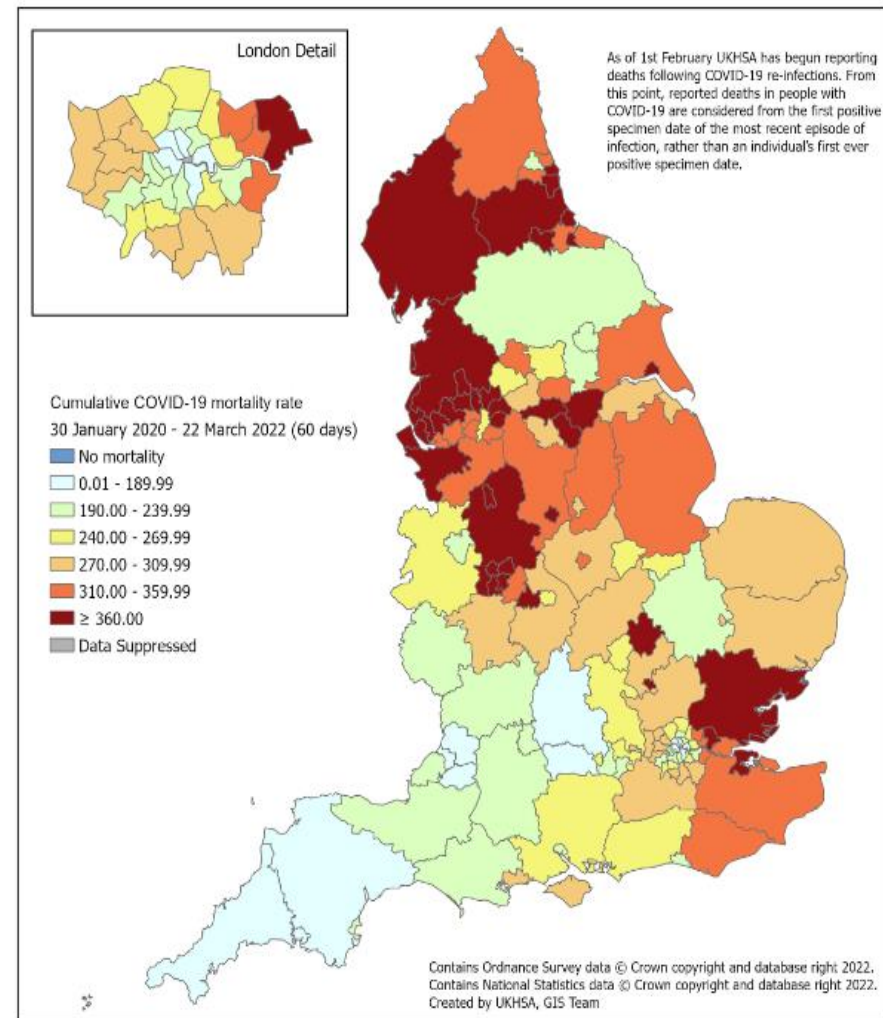 London Detail
As of 1st February UKHSA has begun reporting
deaths following COVID-19 re-infections. From
this point, reported deaths in people with
COVID-19 are considered from the first positive
specimen date of the most recent episode of
infection, rather than an individual's first ever
positive specimen date.
Cumulative COVID-19 mortality rate
30 January 2020 - 22 March 2022 (60 days)
No mortality
0.01 - 189.99
190.00 - 239.99
240.00 - 269.99
270.00 - 309.99
310.00 - 359.99
≥ 360.00
Data Suppressed
Contains Ordnance Survey data © Crown copyright and database right 2022.
Contains National Statistics data © Crown copyright and database right 2022.
Created by UKHSA, GIS Team